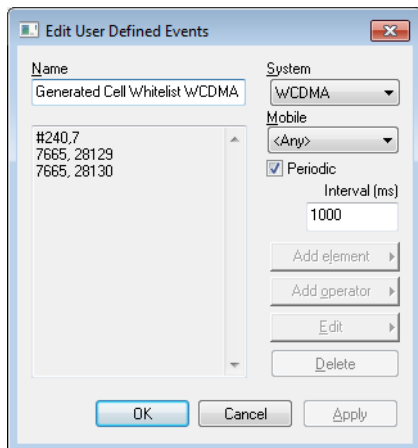 Edit User Defined Events
Name
Generated Cell Whitelist WCDMA
#240,7
7665, 28129
7665, 28130
System
WCDMA
Mobile
<Any>
Periodic
Interval (ms)
1000
Add element
Add operator
Edit
Delete
OK
Cancel
Apply